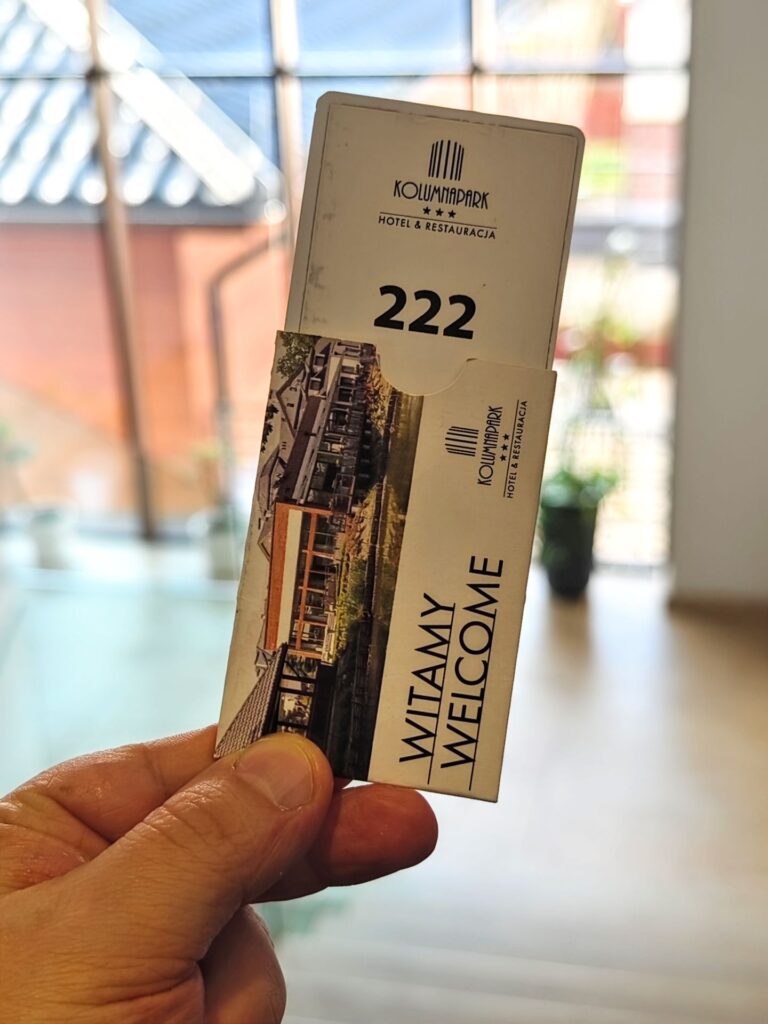 KOLUMNAPARK
★★★
HOTEL & RESTAURACJA
222
KOLUMNAPARK
★★★
HOTEL & RESTAURACJA
WITAMY
WELCOME